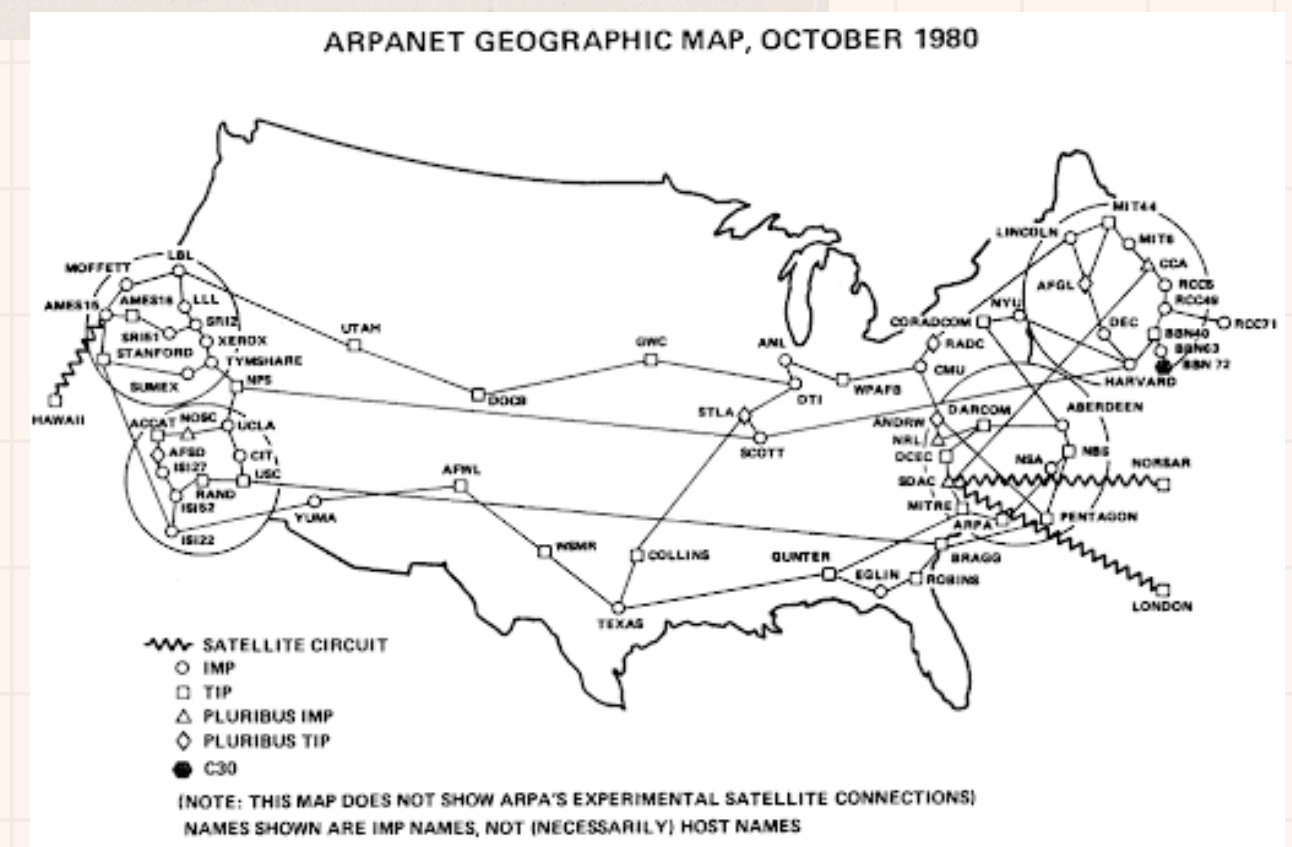 ARPANET GEOGRAPHIC MAP, OCTOBER 1980
MIT44
LINCOLN
MIT6
CCA
LBL
MOFFETT
AFGL
RCC5
AMES15
AMES16
LLL
NYU
RCC49
SRI2
CORADCOM
DEC
RCC71
UTAH
SRI51
XEROX
BBN40
GWC
ANL
RADC
STANFORD
TYMSHARE
BBN63
CMU
BBN 72
SUMEX
NPS
WPAFB
HARVARD
HAWAII
DOCB
DTI
ACCAT
NOSC
STLA
ANDRW
DARCOM
ABERDEEN
UCLA
NRL
AFSD
SCOTT
DCEC
NBS
ISI27
CIT
NSA
NORSAR
AFWL
USC
SDAC
RAND
ISI52
MITRE
YUMA
ARPA
PENTAGON
ISI22
WSMR
COLLINS
GUNTER
BRAGG
EGLIN
ROBINS
LONDON
TEXAS
SATELLITE CIRCUIT
IMP
TIP
PLURIBUS IMP
PLURIBUS TIP
C30
(NOTE: THIS MAP DOES NOT SHOW ARPA'S EXPERIMENTAL SATELLITE CONNECTIONS)
NAMES SHOWN ARE IMP NAMES, NOT (NECESSARILY) HOST NAMES